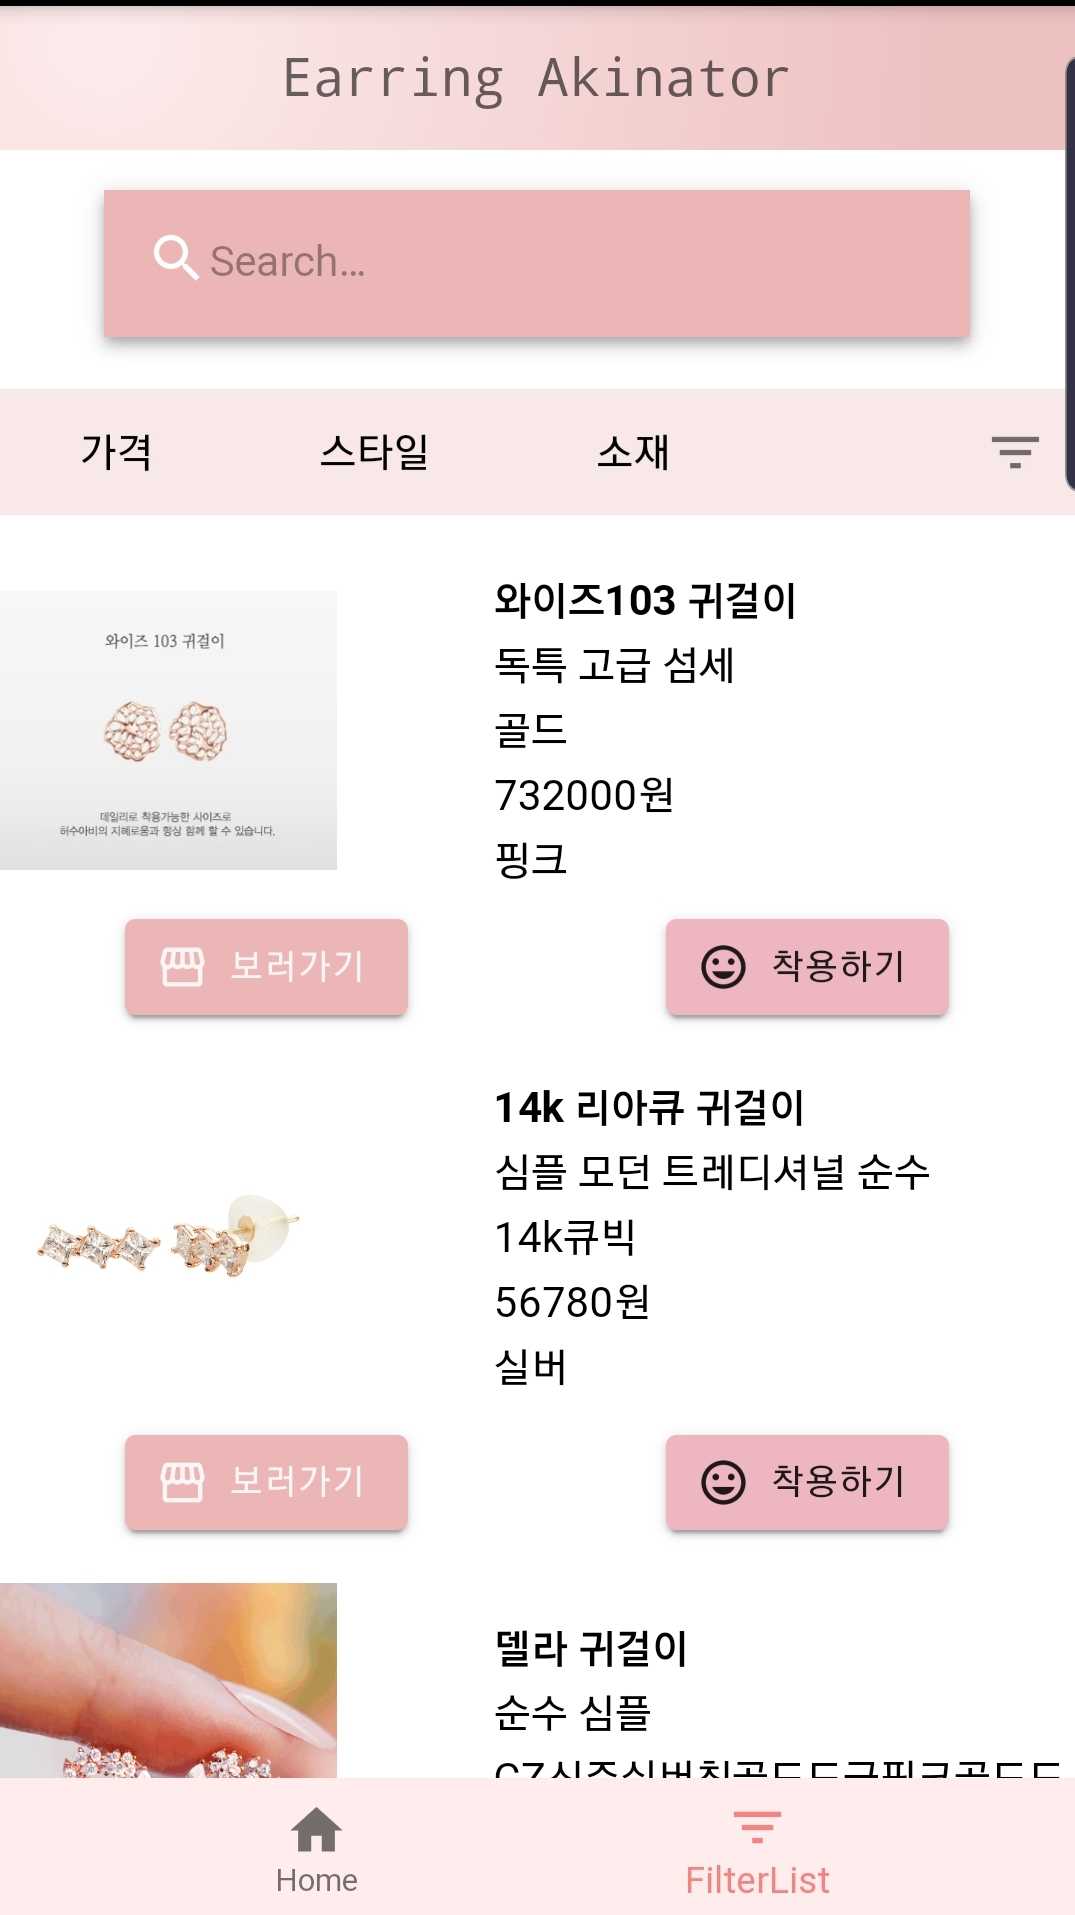 Earring Akinator
Search...
가격 스타일 소재
와이즈 103 귀걸이
데일리로 착용가능한 사이즈로
허수아비의 지혜로움과 항상 함께 할 수 있습니다.
와이즈103 귀걸이
독특 고급 섬세
골드
732000원
핑크
보러가기 착용하기
14k 리아큐 귀걸이
심플 모던 트레디셔널 순수
14k큐빅
56780원
실버
보러가기 착용하기
델라 귀걸이
순수 심플
Home FilterList